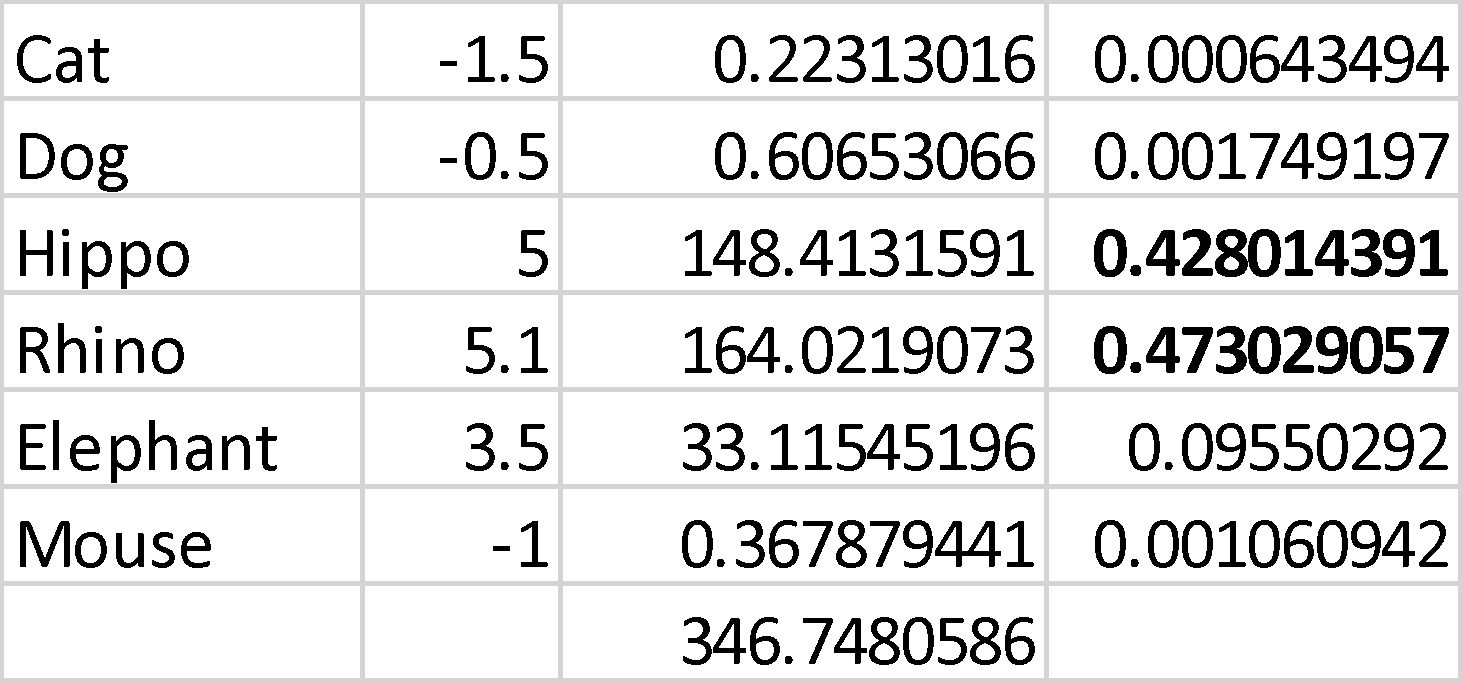 Cat -1.5 0.22313016 0.000643494
Dog -0.5 0.60653066 0.001749197
Hippo 5 148.4131591 0.428014391
Rhino 5.1 164.0219073 0.473029057
Elephant 3.5 33.11545196 0.09550292
Mouse -1 0.367879441 0.001060942
346.7480586